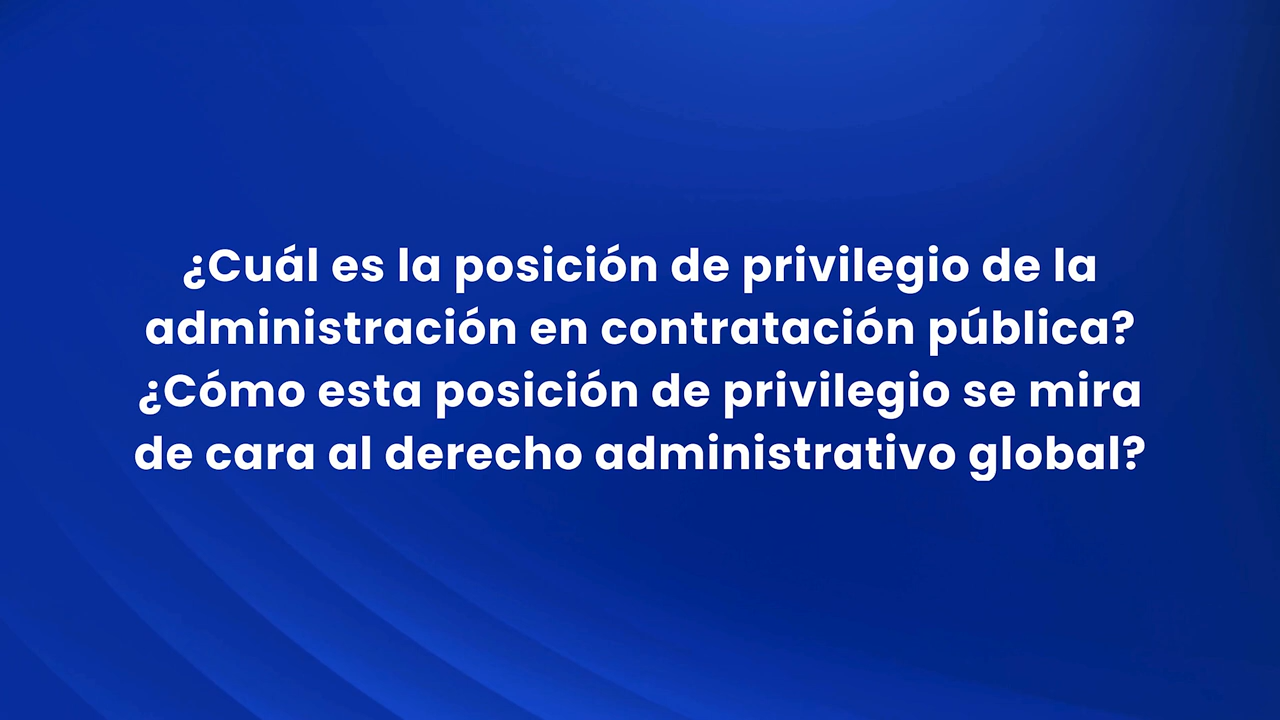 ¿Cuál es la posición de privilegio de la
administración en contratación pública?
¿Cómo esta posición de privilegio se mira
de cara al derecho administrativo global?